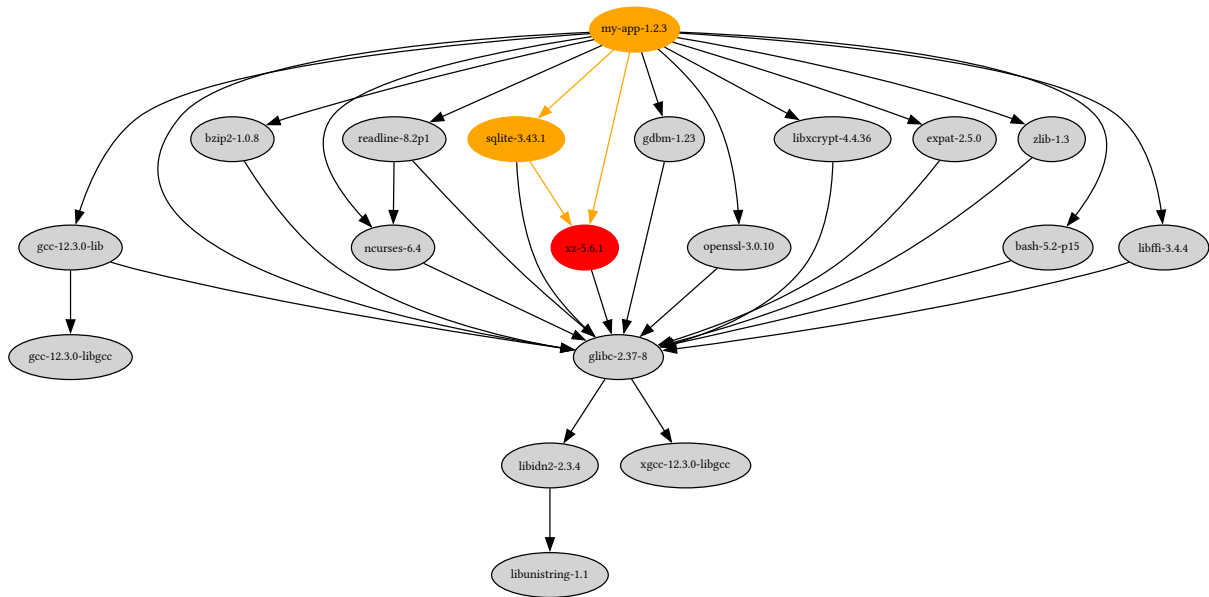 my-app-1.2.3
bzip2-1.0.8
readline-8.2p1
sqlite-3.43.1
gdbm-1.23
libxcrypt-4.4.36
expat-2.5.0
zlib-1.3
gcc-12.3.0-lib
ncurses-6.4
xz-5.6.1
openssl-3.0.10
bash-5.2-p15
libffi-3.4.4
gcc-12.3.0-libgcc
glibc-2.37-8
libidn2-2.3.4
xgcc-12.3.0-libgcc
libunistring-1.1